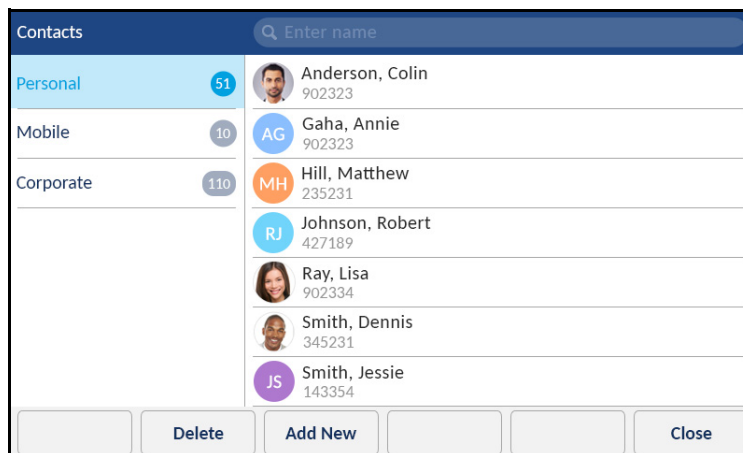 Contacts
Enter name
Personal 51
Mobile 10
Corporate 110
Anderson, Colin
902323
AG
Gaha, Annie
902323
MH
Hill, Matthew
235231
RJ
Johnson, Robert
427189
Ray, Lisa
902334
Smith, Dennis
345231
JS
Smith, Jessie
143354
Delete Add New Close